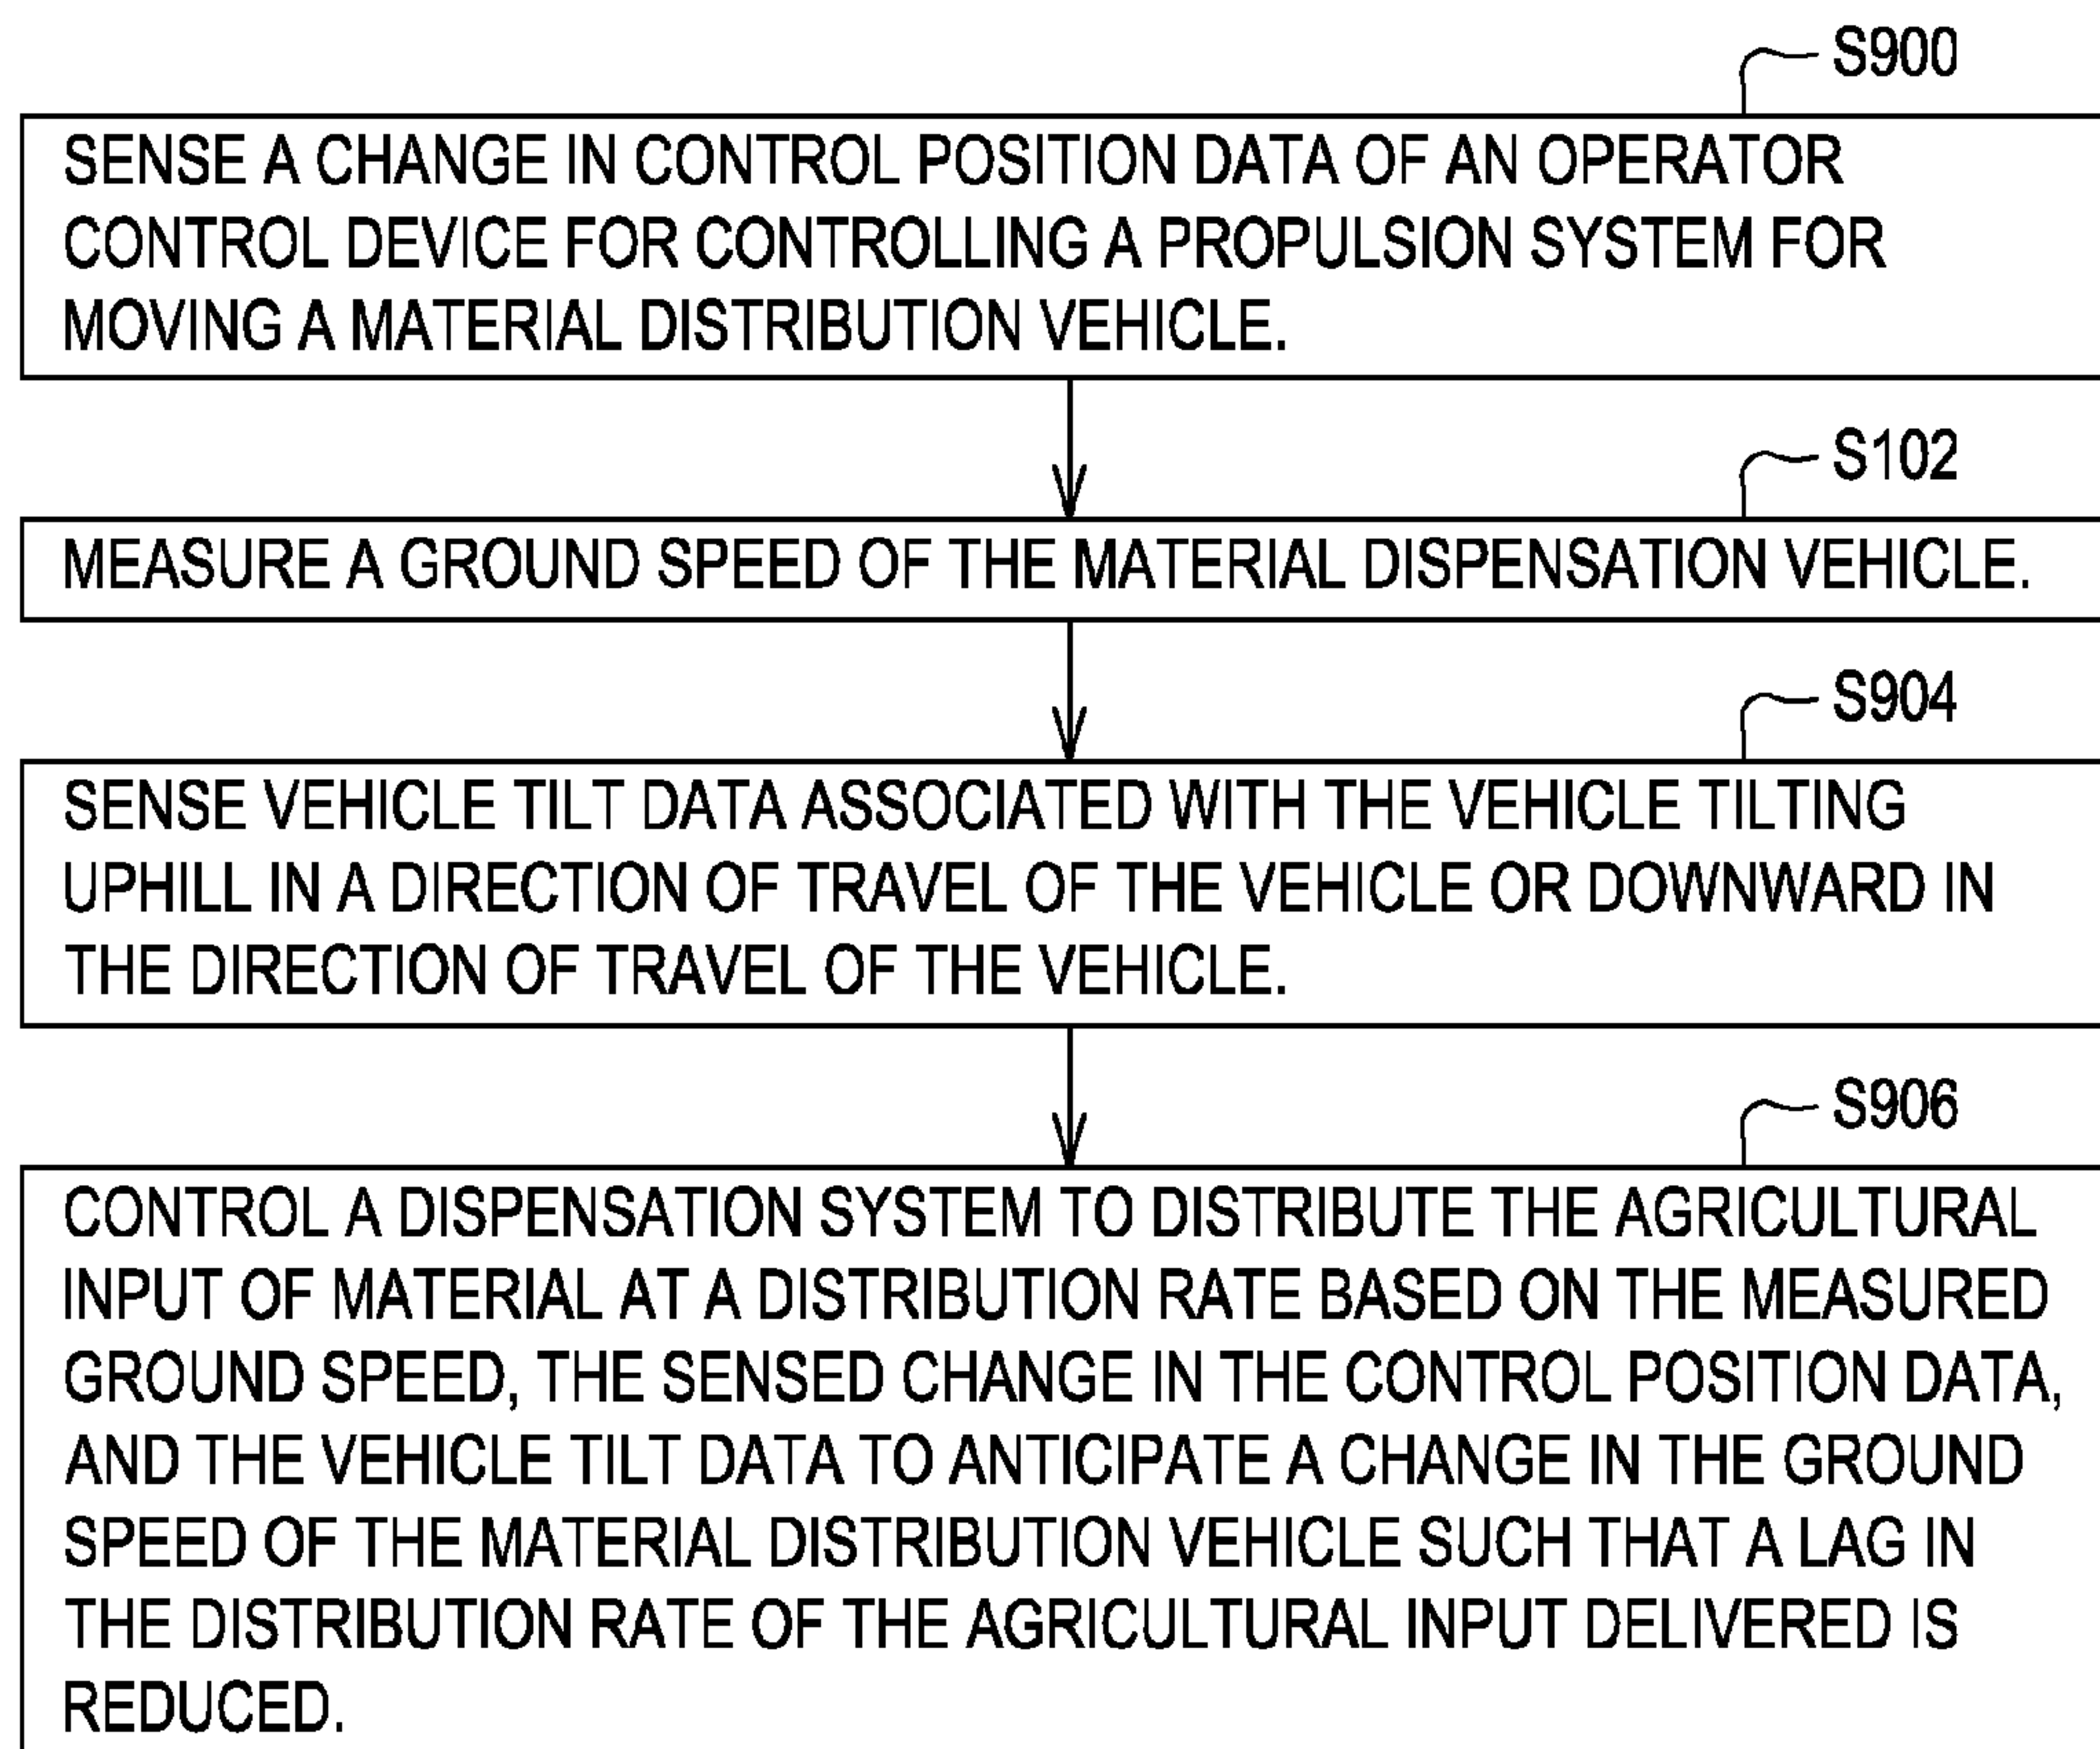 S900
SENSE A CHANGE IN CONTROL POSITION DATA OF AN OPERATOR
CONTROL DEVICE FOR CONTROLLING A PROPULSION SYSTEM FOR
MOVING A MATERIAL DISTRIBUTION VEHICLE.
S102
MEASURE A GROUND SPEED OF THE MATERIAL DISPENSATION VEHICLE.
S904
SENSE VEHICLE TILT DATA ASSOCIATED WITH THE VEHICLE TILTING
UPHILL IN A DIRECTION OF TRAVEL OF THE VEHICLE OR DOWNWARD IN
THE DIRECTION OF TRAVEL OF THE VEHICLE.
S906
CONTROL A DISPENSATION SYSTEM TO DISTRIBUTE THE AGRICULTURAL
INPUT OF MATERIAL AT A DISTRIBUTION RATE BASED ON THE MEASURED
GROUND SPEED, THE SENSED CHANGE IN THE CONTROL POSITION DATA,
AND THE VEHICLE TILT DATA TO ANTICIPATE A CHANGE IN THE GROUND
SPEED OF THE MATERIAL DISTRIBUTION VEHICLE SUCH THAT A LAG IN
THE DISTRIBUTION RATE OF THE AGRICULTURAL INPUT DELIVERED IS
REDUCED.